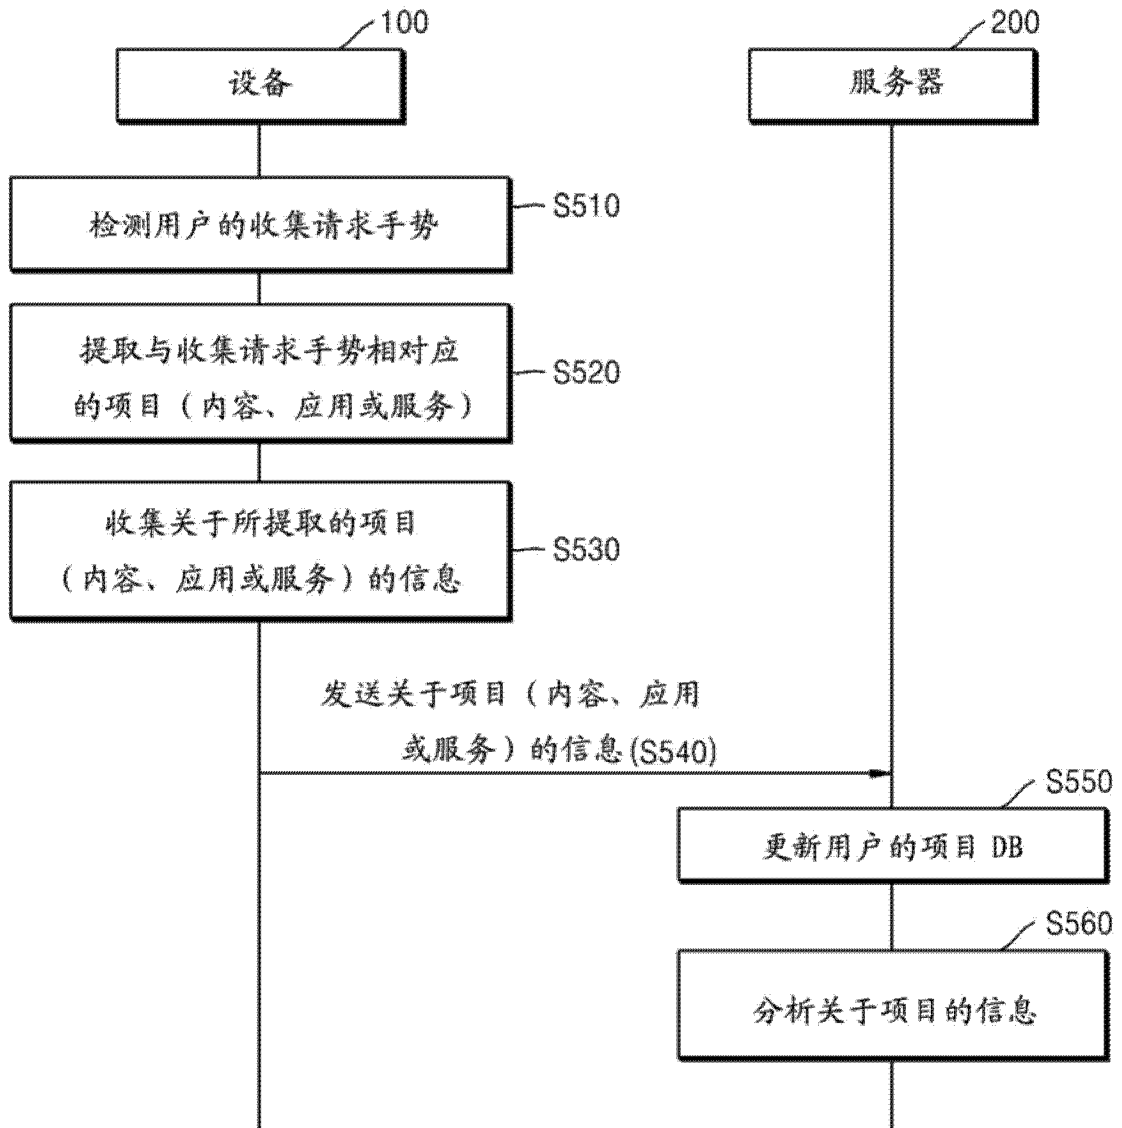 100
设备
200
服务器
检测用户的收集请求手势
S510
提取与收集请求手势相对应
的项目(内容、应用或服务)
S520
收集关于所提取的项目
(内容、应用或服务)的信息
S530
发送关于项目(内容、应用
或服务)的信息(S540)
S550
更新用户的项目 DB
S560
分析关于项目的信息